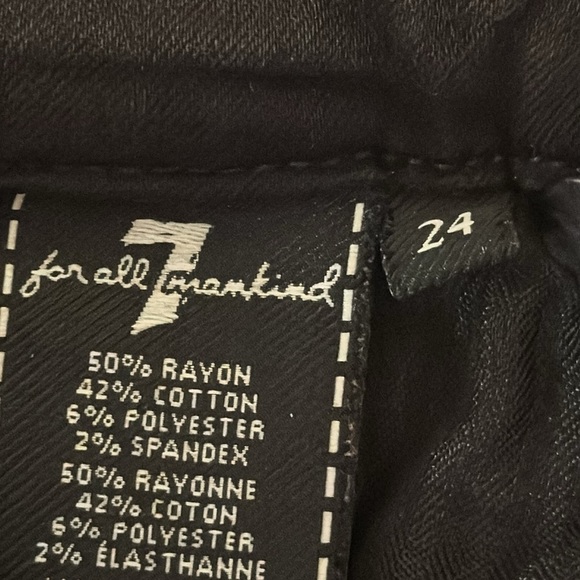 7
for all mankind
24
50% RAYON
42% COTTON
6% POLYESTER
2% SPANDEX
50% RAYONNE
42% COTON
6% POLYESTER
2% ÉLASTHANNE